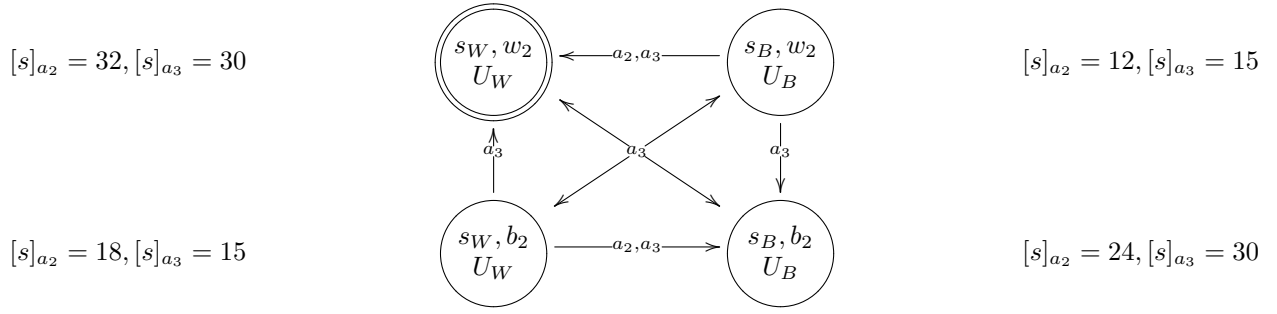 [s]_{a_2} = 32, [s]_{a_3} = 30
s_W, w_2
U_W
a_2,a_3
s_B, w_2
U_B
[s]_{a_2} = 12, [s]_{a_3} = 15
a_3
a_3
a_3
[s]_{a_2} = 18, [s]_{a_3} = 15
s_W, b_2
U_W
a_2,a_3
s_B, b_2
U_B
[s]_{a_2} = 24, [s]_{a_3} = 30